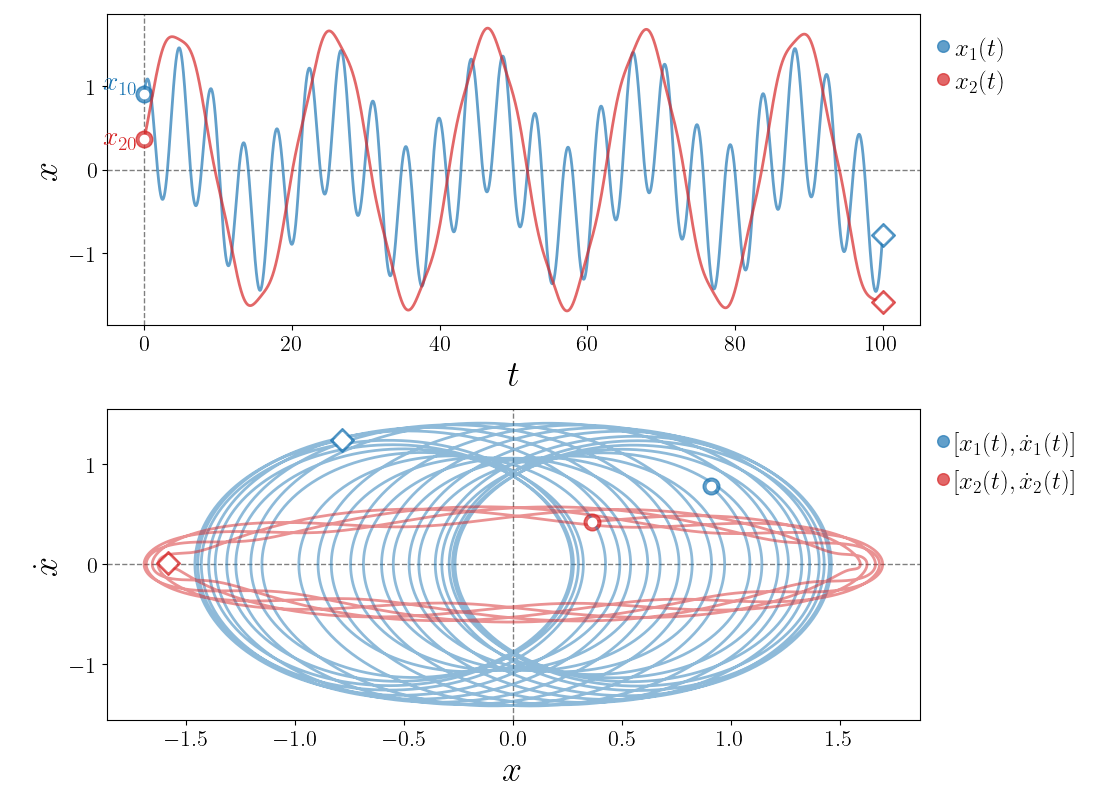 x₁(t)
x₂(t)
x₁₀
x₂₀
1
0
−1
x
0 20 40 60 80 100
t
[x₁(t), ẋ₁(t)]
[x₂(t), ẋ₂(t)]
1
0
−1
ẋ
−1.5 −1.0 −0.5 0.0 0.5 1.0 1.5
x